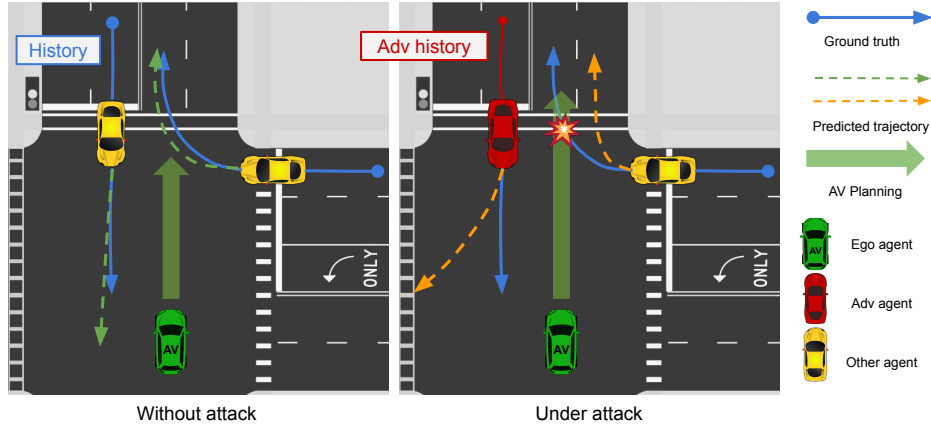 History
Adv history
Ground truth
Predicted trajectory
AV Planning
Ego agent
Adv agent
Other agent
AV
AV
AV
ONLY
ONLY
Without attack
Under attack